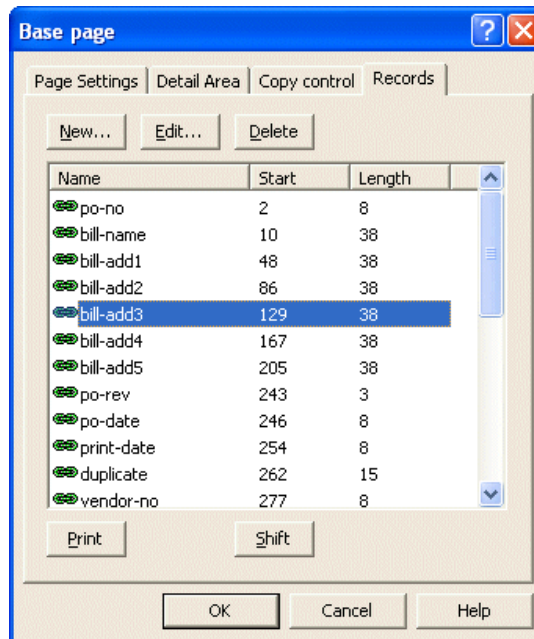 Base page
Page Settings Detail Area Copy control Records
New... Edit... Delete
Name Start Length
po-no 2 8
bill-name 10 38
bill-add1 48 38
bill-add2 86 38
bill-add3 129 38
bill-add4 167 38
bill-add5 205 38
po-rev 243 3
po-date 246 8
print-date 254 8
duplicate 262 15
vendor-no 277 8
Print Shift
OK Cancel Help